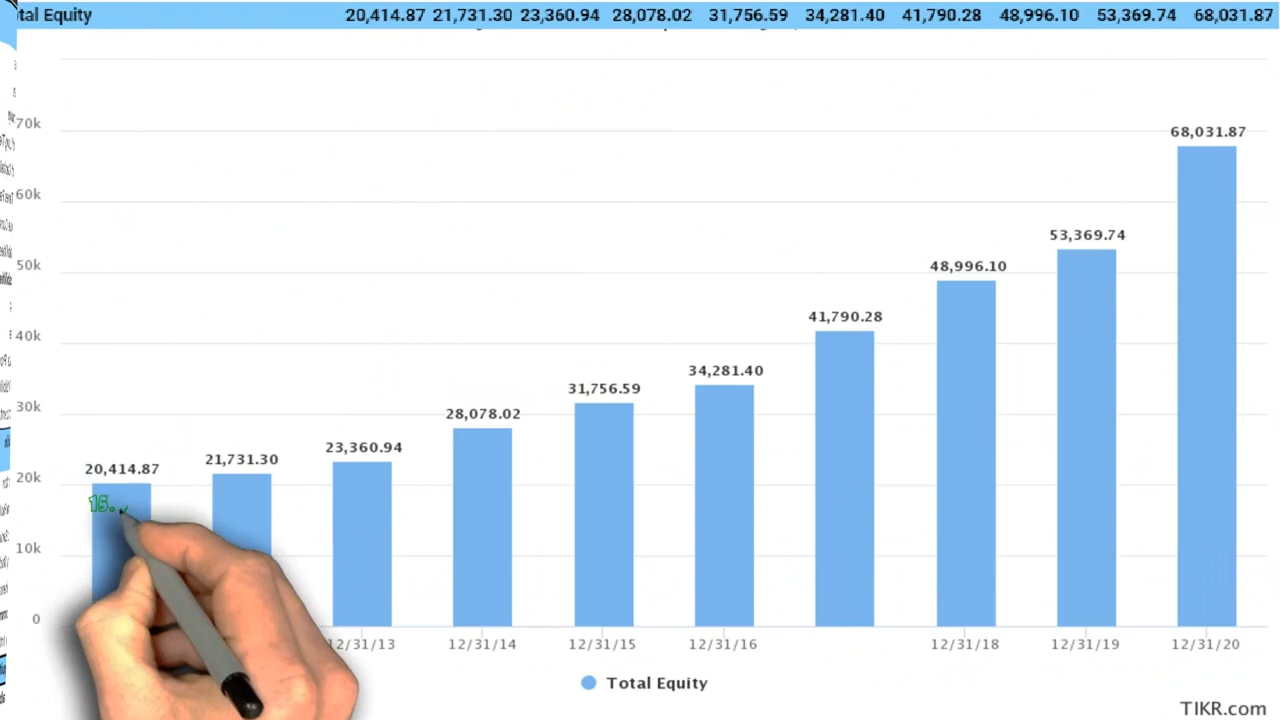 tal Equity 20,414.87 21,731.30 23,360.94 28,078.02 31,756.59 34,281.40 41,790.28 48,996.10 53,369.74 68,031.87
70k
60k
50k
40k
30k
20k
10k
0
20,414.87
21,731.30
23,360.94
28,078.02
31,756.59
34,281.40
41,790.28
48,996.10
53,369.74
68,031.87
15.
12/31/13 12/31/14 12/31/15 12/31/16 12/31/18 12/31/19 12/31/20
Total Equity
TIKR.com